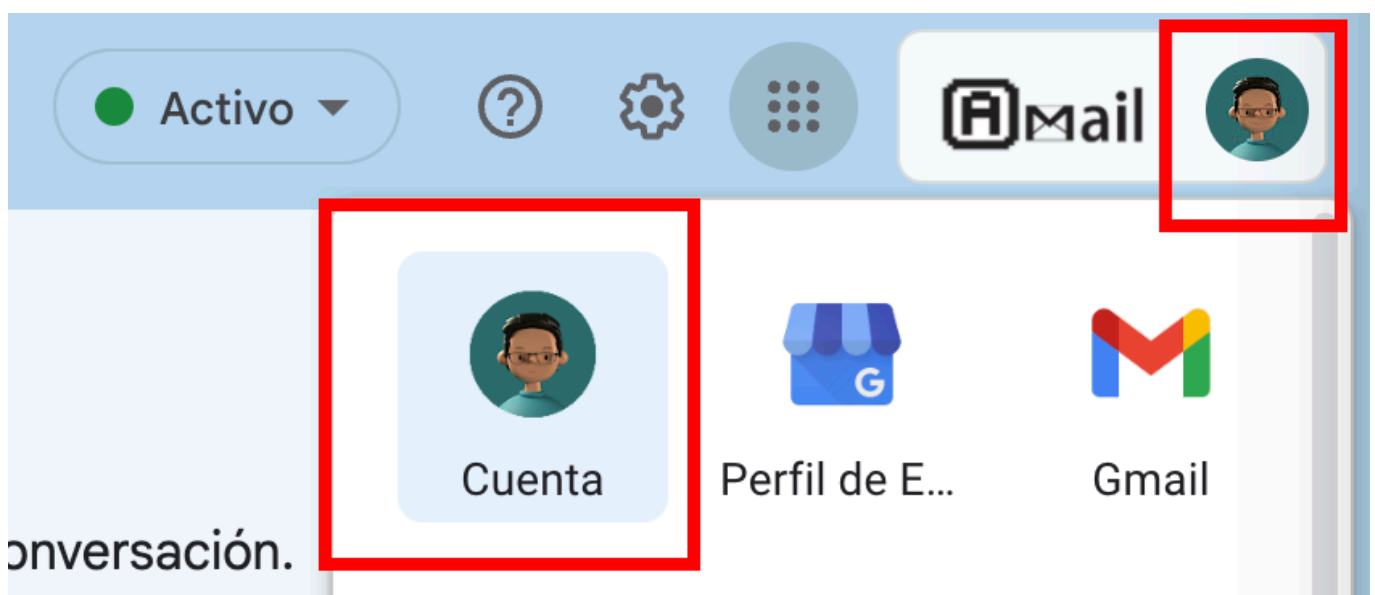 Activo
Amail
Cuenta
Perfil de E...
Gmail
onversación.